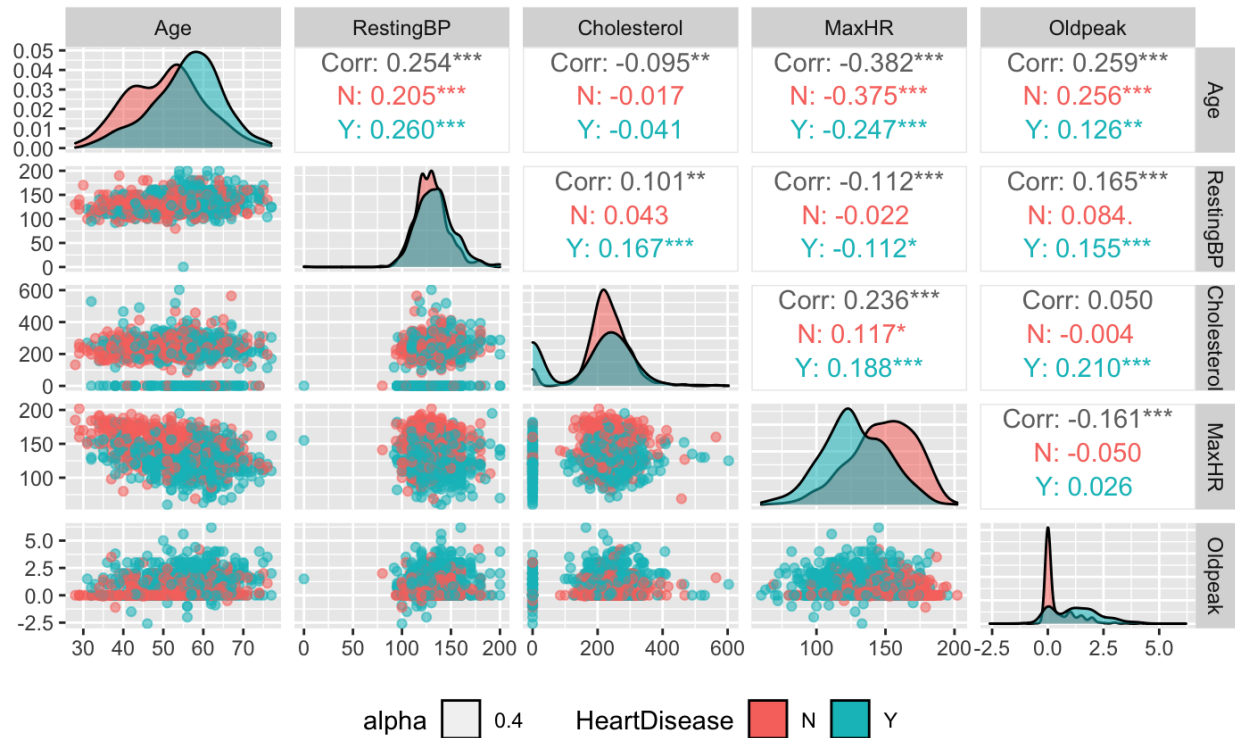 Age RestingBP Cholesterol MaxHR Oldpeak
0.05
0.04
0.03
0.02
0.01
0.00
Corr: 0.254***
N: 0.205***
Y: 0.260***
Corr: -0.095**
N: -0.017
Y: -0.041
Corr: -0.382***
N: -0.375***
Y: -0.247***
Corr: 0.259***
N: 0.256***
Y: 0.126**
Age
200
150
100
50
0
Corr: 0.101**
N: 0.043
Y: 0.167***
Corr: -0.112***
N: -0.022
Y: -0.112*
Corr: 0.165***
N: 0.084.
Y: 0.155***
RestingBP
600
400
200
0
Corr: 0.236***
N: 0.117*
Y: 0.188***
Corr: 0.050
N: -0.004
Y: 0.210***
Cholesterol
200
150
100
Corr: -0.161***
N: -0.050
Y: 0.026
MaxHR
5.0
2.5
0.0
-2.5
Oldpeak
30 40 50 60 70 0 50 100 150 200 0 200 400 600 100 150 200 -2.5 0.0 2.5 5.0
alpha 0.4 HeartDisease N Y